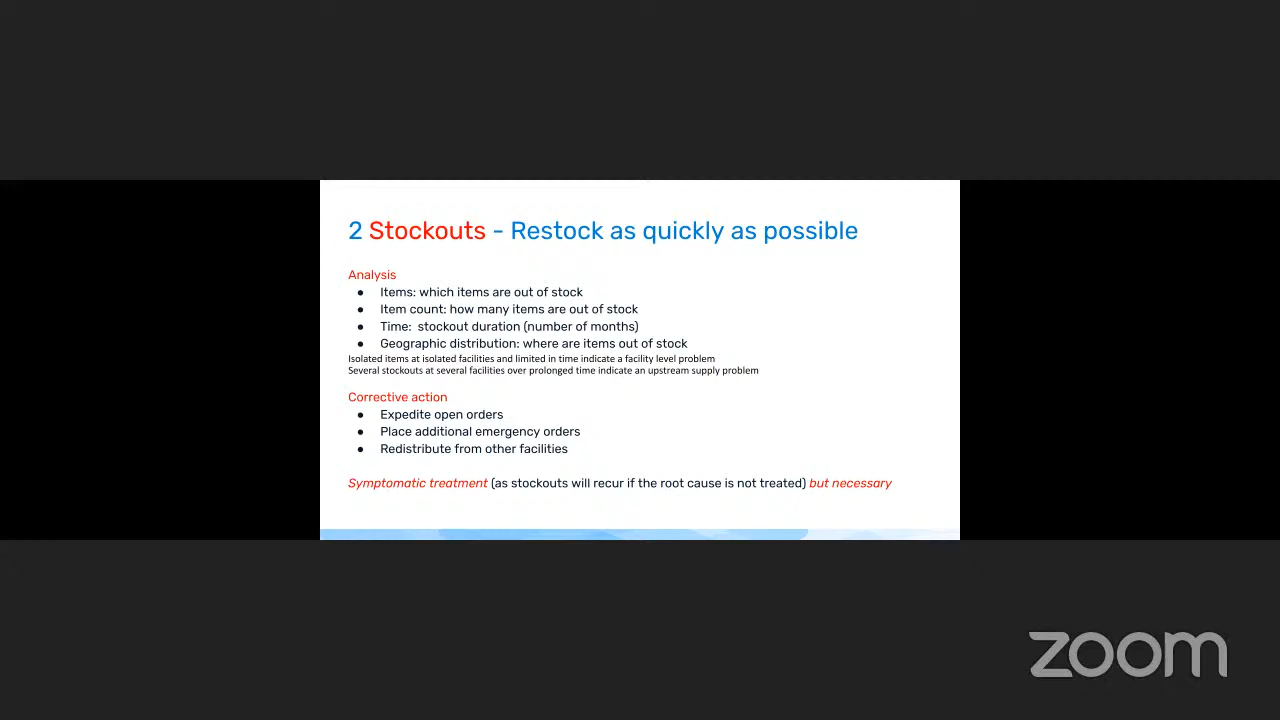 2 Stockouts - Restock as quickly as possible
Analysis
● Items: which items are out of stock
● Item count: how many items are out of stock
● Time: stockout duration (number of months)
● Geographic distribution: where are items out of stock
Isolated items at isolated facilities and limited in time indicate a facility level problem
Several stockouts at several facilities over prolonged time indicate an upstream supply problem
Corrective action
● Expedite open orders
● Place additional emergency orders
● Redistribute from other facilities
Symptomatic treatment (as stockouts will recur if the root cause is not treated) but necessary
zoom